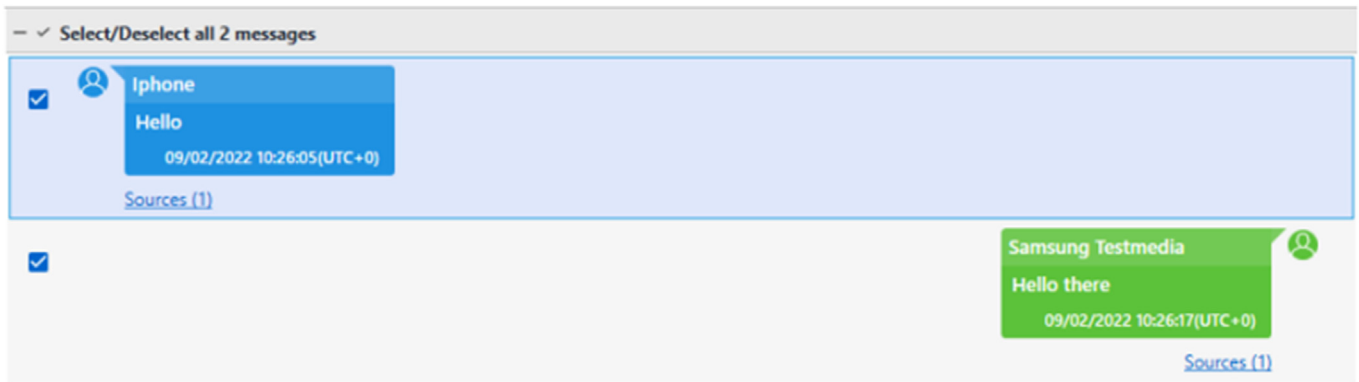 Select/Deselect all 2 messages
Iphone
Hello
09/02/2022 10:26:05(UTC+0)
Sources (1)
Samsung Testmedia
Hello there
09/02/2022 10:26:17(UTC+0)
Sources (1)